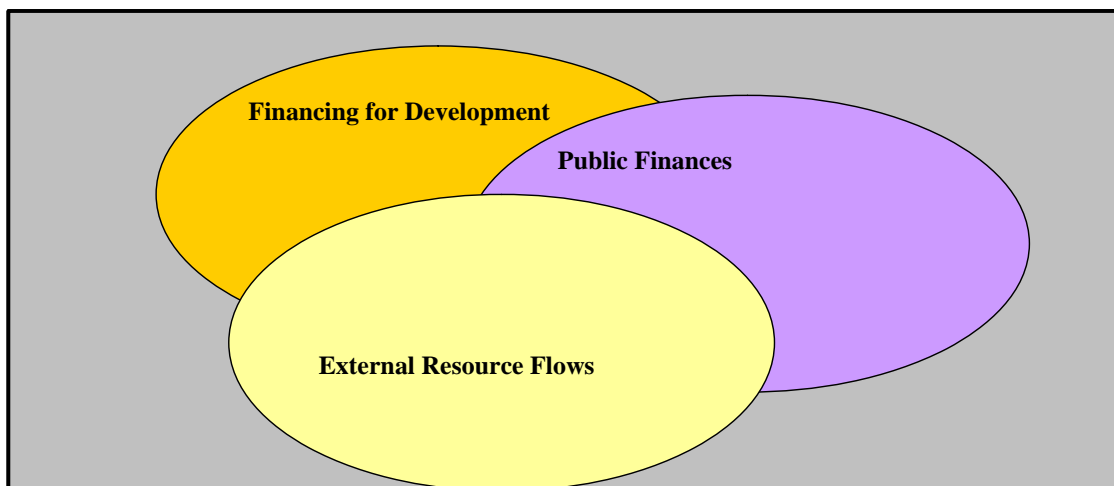 Financing for Development
Public Finances
External Resource Flows